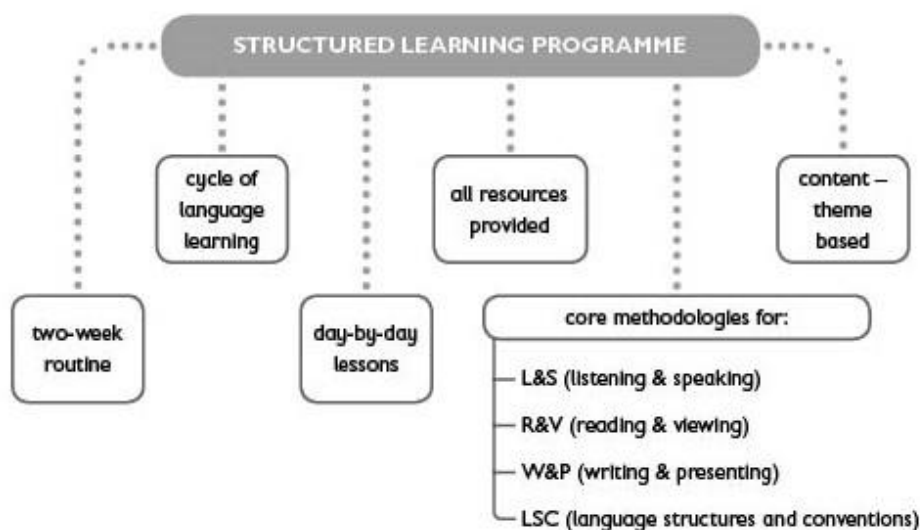 STRUCTURED LEARNING PROGRAMME
cycle of
language
learning
all resources
provided
content –
theme
based
two-week
routine
day-by-day
lessons
core methodologies for:
L&S (listening & speaking)
R&V (reading & viewing)
W&P (writing & presenting)
LSC (language structures and conventions)